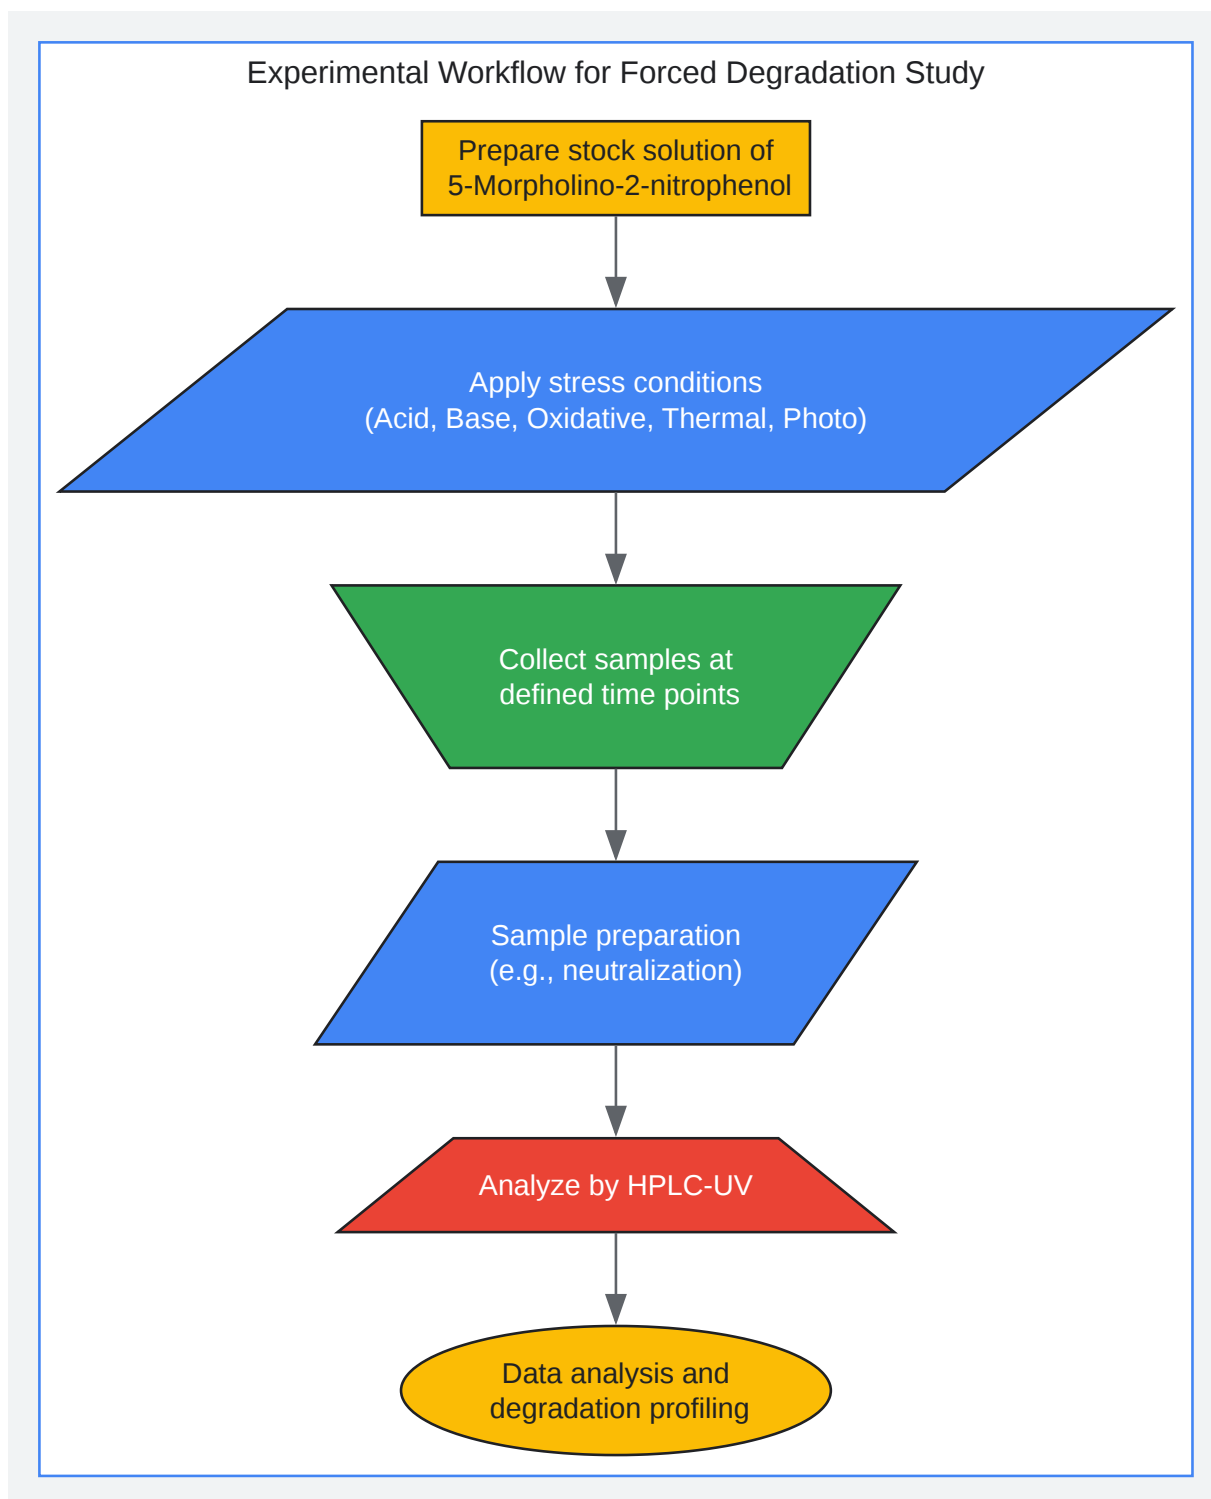 Experimental Workflow for Forced Degradation Study
Prepare stock solution of
5-Morpholino-2-nitrophenol
Apply stress conditions
(Acid, Base, Oxidative, Thermal, Photo)
Collect samples at
defined time points
Sample preparation
(e.g., neutralization)
Analyze by HPLC-UV
Data analysis and
degradation profiling